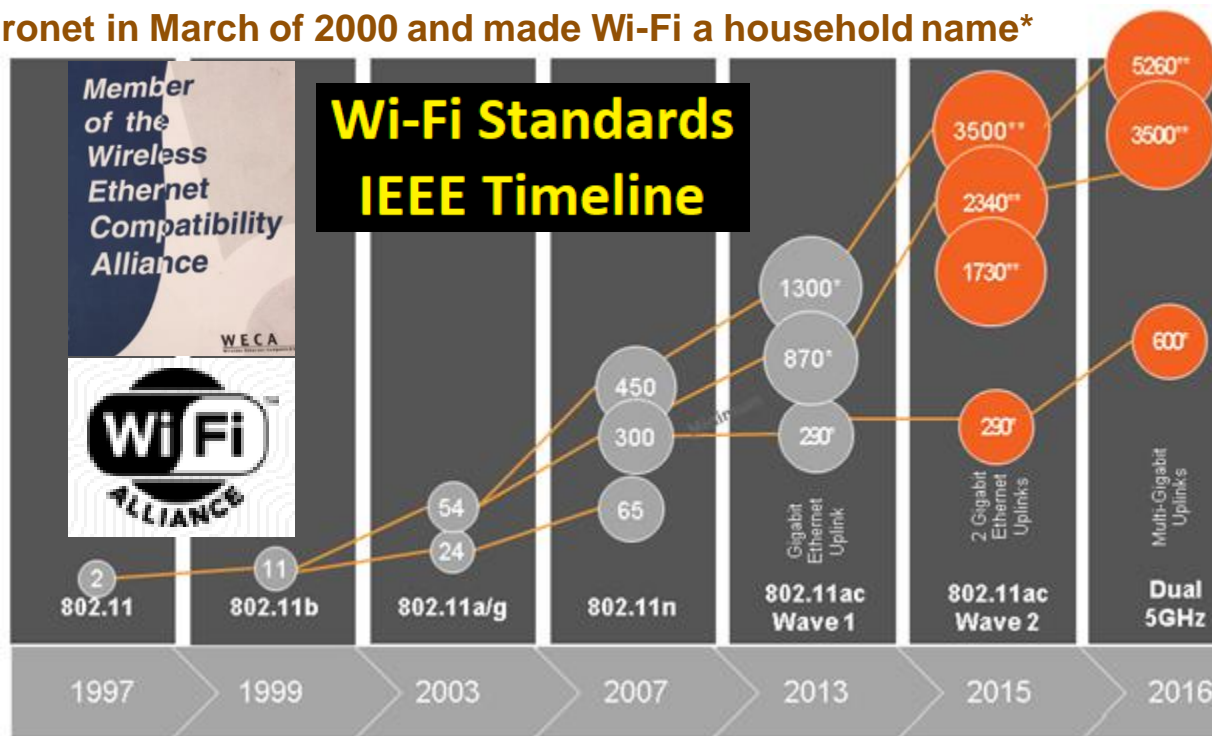 ronet in March of 2000 and made Wi-Fi a household name*
Member
of the
Wireless
Ethernet
Compatibility
Alliance
WECA
Wi-Fi Standards
IEEE Timeline
Wi Fi
ALLIANCE
5260**
3500**
3500**
2340**
1730**
1300*
870*
290*
290*
600*
450
300
65
54
24
11
2
Gigabit
Ethernet
Uplink
2 Gigabit
Ethernet
Uplinks
Multi-Gigabit
Uplinks
802.11
802.11b
802.11a/g
802.11n
802.11ac
Wave 1
802.11ac
Wave 2
Dual
5GHz
1997
1999
2003
2007
2013
2015
2016